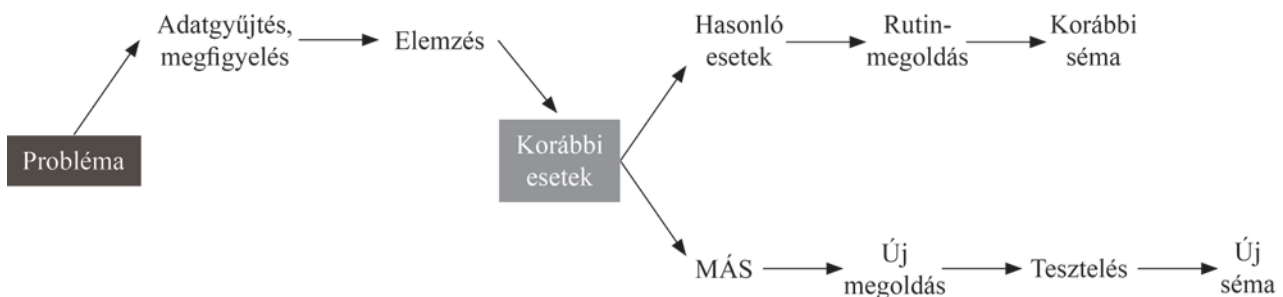 Probléma
Adatgyűjtés,
megfigyelés
Elemzés
Korábbi
esetek
Hasonló
esetek
Rutin-
megoldás
Korábbi
séma
MÁS
Új
megoldás
Tesztelés
Új
séma